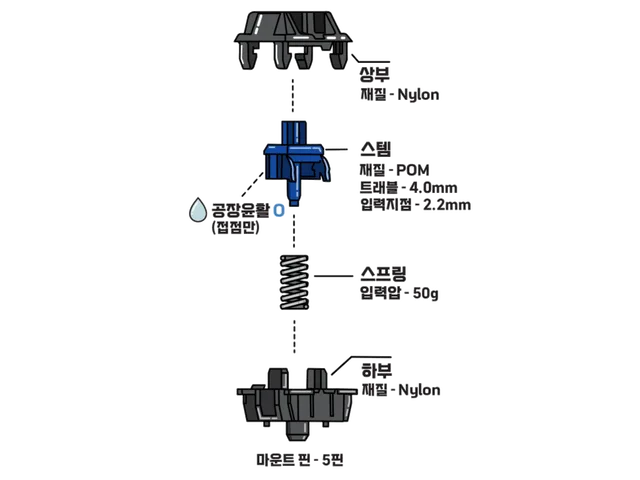 상부
재질 - Nylon
스템
재질 - POM
트래블 - 4.0mm
입력지점 - 2.2mm
공장윤활 O
(접점만)
스프링
입력압 - 50g
하부
재질 - Nylon
마운트 핀 - 5핀